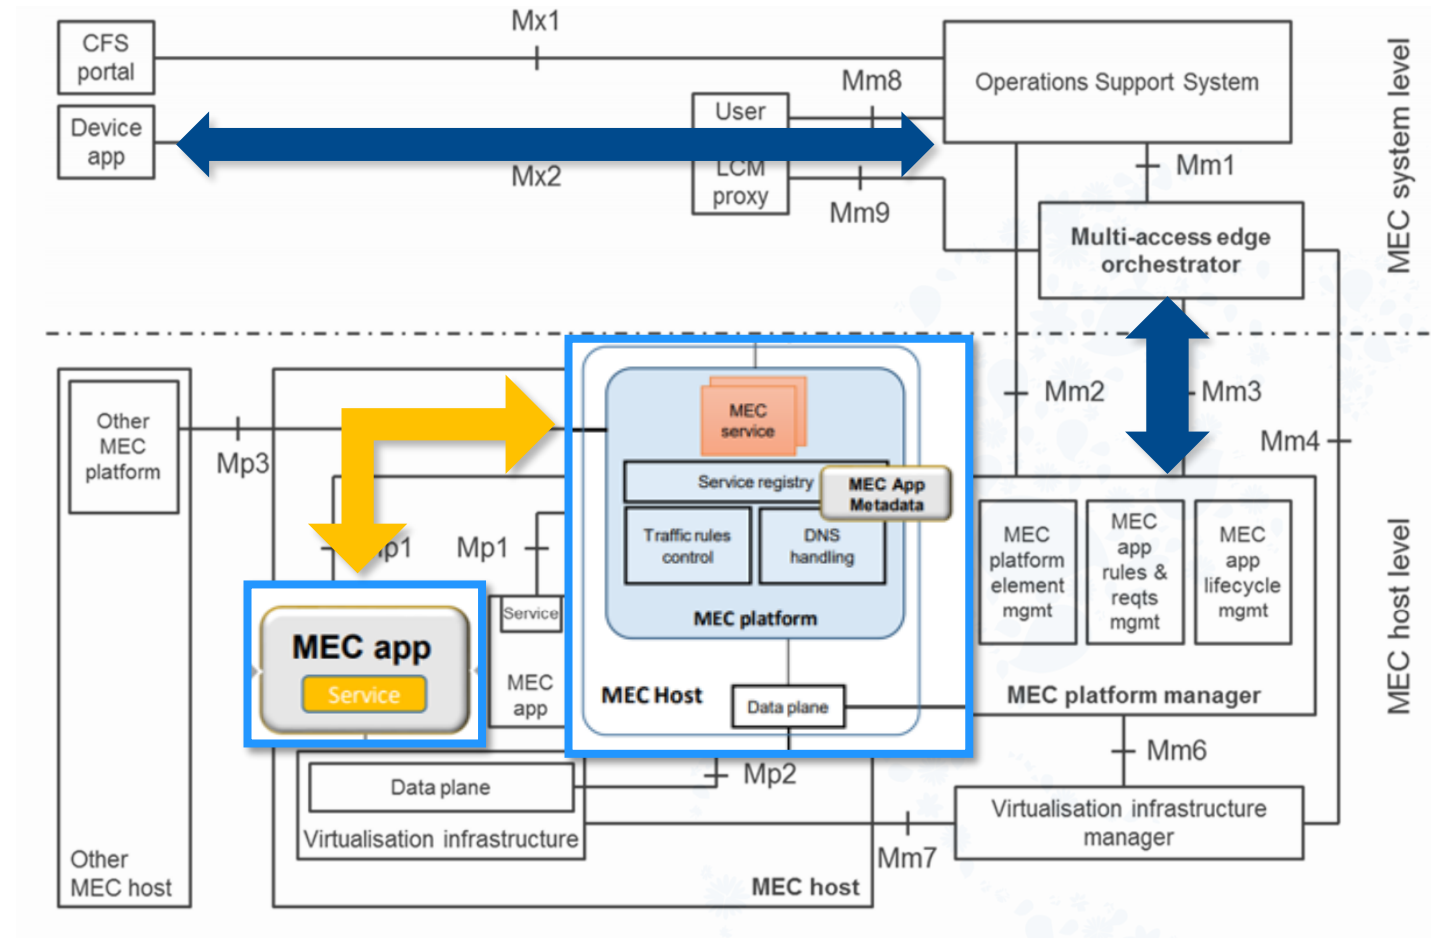 Mx1
CFS
portal
Operations Support System
MEC system level
Mm8
Device
app
User
Mx2
LCM
proxy
Mm9
Mm1
Multi-access edge
orchestrator
Other
MEC
platform
Mp3
MEC
service
Service registry
MEC App
Metadata
Traffic rules
control
DNS
handling
MEC platform
MEC Host
Data plane
Mm2
Mm3
Mm4
p1
Mp1
MEC app
Service
Service
MEC
app
MEC
platform
element
mgmt
MEC
app
rules &
reqts
mgmt
MEC
app
lifecycle
mgmt
MEC platform manager
MEC host level
Data plane
Mp2
Virtualisation infrastructure
Mm6
Mm7
Virtualisation infrastructure
manager
Other
MEC host
MEC host